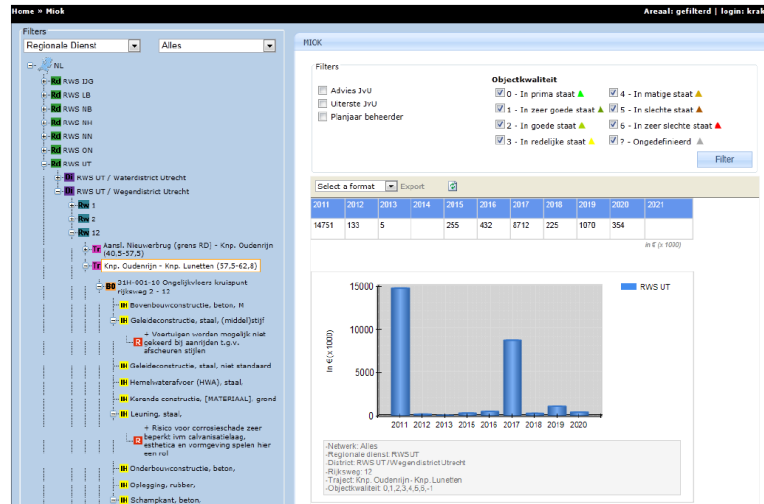 Home » Miok
Areaal: gefilterd | login: krak
Filters
Regionale Dienst
Alles
NL
Rd RWS IJG
Rd RWS LB
Rd RWS NB
Rd RWS NH
Rd RWS NN
Rd RWS ON
Rd RWS UT
Di RWS UT / Waterdistrict Utrecht
Di RWS UT / Wegendistrict Utrecht
Rw 1
Rw 2
Rw 12
Tr Aansl. Nieuwerbrug (grens RD) - Knp. Oudenrijn
(40,5-57,5)
Tr Knp. Oudenrijn - Knp. Lunetten (57,5-62,8)
BO 31H-001-10 Ongelijkvloers kruispunt
rijksweg 2 - 12
IH Bovenbouwconstructie, beton, M
IH Geleideconstructie, staal, (middel)stijf
+ Voertuigen worden mogelijk niet
R gekeerd bij aanrijden t.g.v.
afscheuren stijlen
IH Geleideconstructie, staal, niet standaard
IH Hemelwaterafvoer (HWA), staal,
IH Kerende constructie, [MATERIAAL], grond
IH Leuning, staal,
+ Risico voor corrosieschade zeer
R beperkt ivm galvanisatielaag,
esthetica en vormgeving spelen hier
een rol
IH Onderbouwconstructie, beton,
IH Oplegging, rubber,
IH Schampkant, beton,
MIOK
Filters
Advies JvU
Uiterste JvU
Planjaar beheerder
Objectkwaliteit
0 - In prima staat
1 - In zeer goede staat
2 - In goede staat
3 - In redelijke staat
4 - In matige staat
5 - In slechte staat
6 - In zeer slechte staat
? - Ongedefinieerd
Filter
Select a format
Export
2011 2012 2013 2014 2015 2016 2017 2018 2019 2020 2021
14751 133 5 255 432 8712 225 1070 354
In € (x 1000)
RWS UT
In € (x 1000)
15000
10000
5000
0
2011 2012 2013 2015 2016 2017 2018 2019 2020
-Netwerk: Alles
-Regionale dienst: RWS UT
-District: RWS UT / Wegendistrict Utrecht
-Rijksweg: 12
-Traject: Knp. Oudenrijn - Knp. Lunetten
-Objectkwaliteit: 0,1,2,3,4,5,6,-1